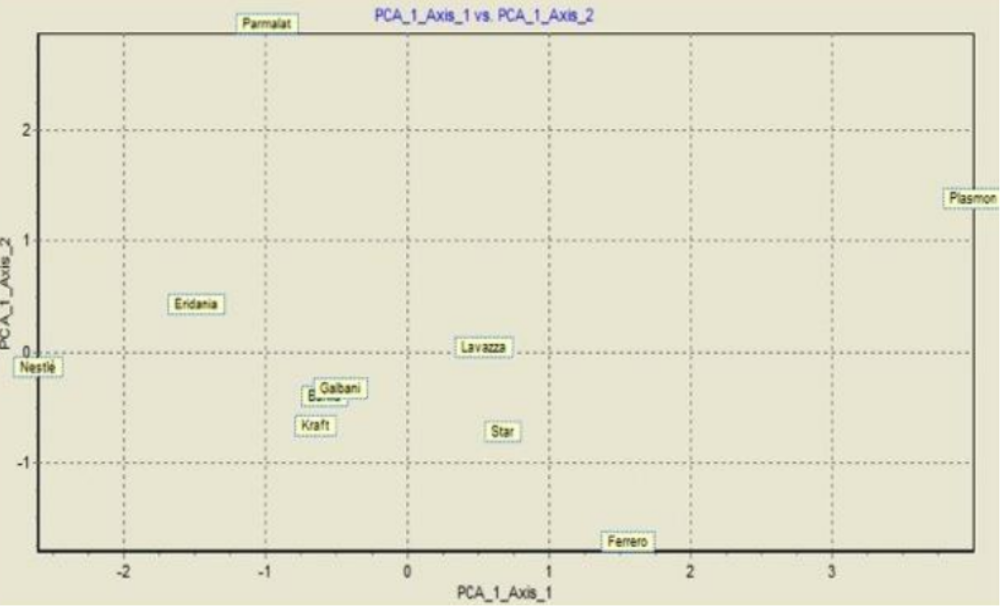 PCA_1_Axis_1 vs. PCA_1_Axis_2
Parmalat
2
Plasmon
1
PCA_1_Axis_2
Eridania
Lavazza
0
Nestlè
Galbani
Kraft
Star
-1
Ferrero
-2 -1 0 1 2 3
PCA_1_Axis_1